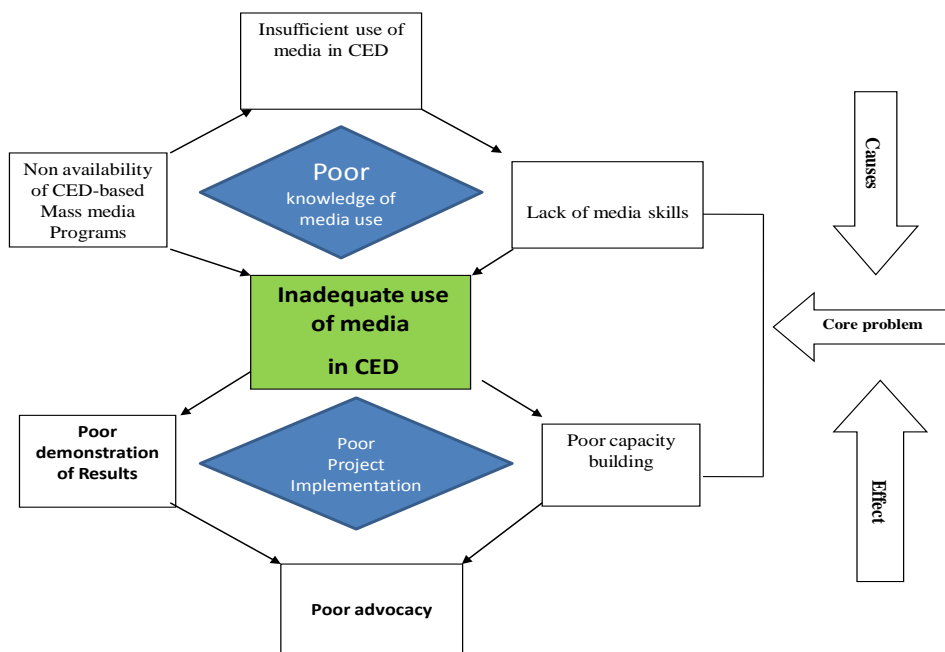 Insufficient use of
media in CED
Non availability
of CED-based
Mass media
Programs
Poor
knowledge of
media use
Lack of media skills
Causes
Inadequate use
of media
in CED
Core problem
Poor
demonstration
of Results
Poor
Project
Implementation
Poor capacity
building
Effect
Poor advocacy